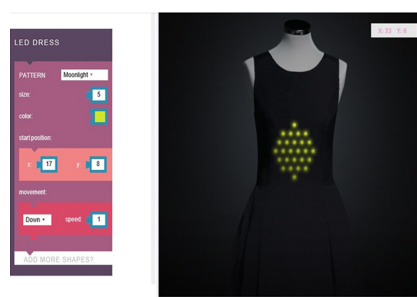 LED DRESS
PATTERN Moonlight
size: 5
color:
start position:
x: 17 y: 8
movement:
Down speed: 1
ADD MORE SHAPES?